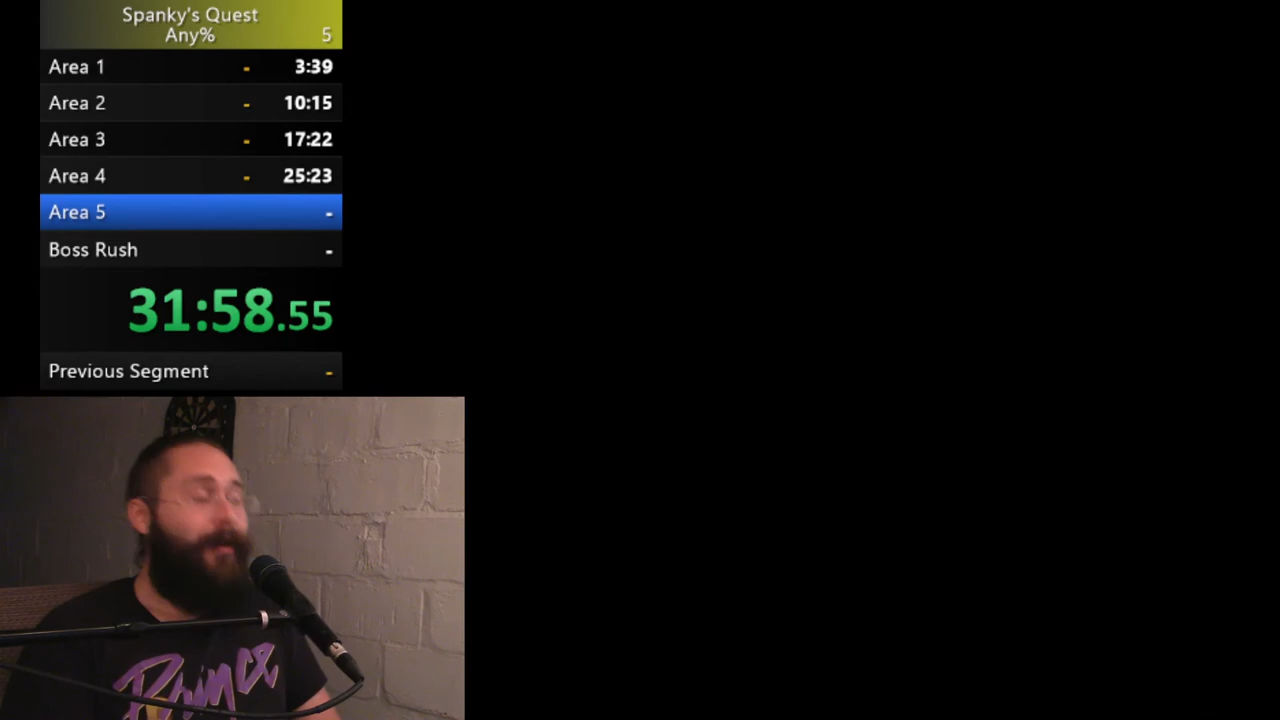 Spanky's Quest
Any% 5
Area 1 - 3:39
Area 2 - 10:15
Area 3 - 17:22
Area 4 - 25:23
Area 5 -
Boss Rush -
31:58.55
Previous Segment -
Prince